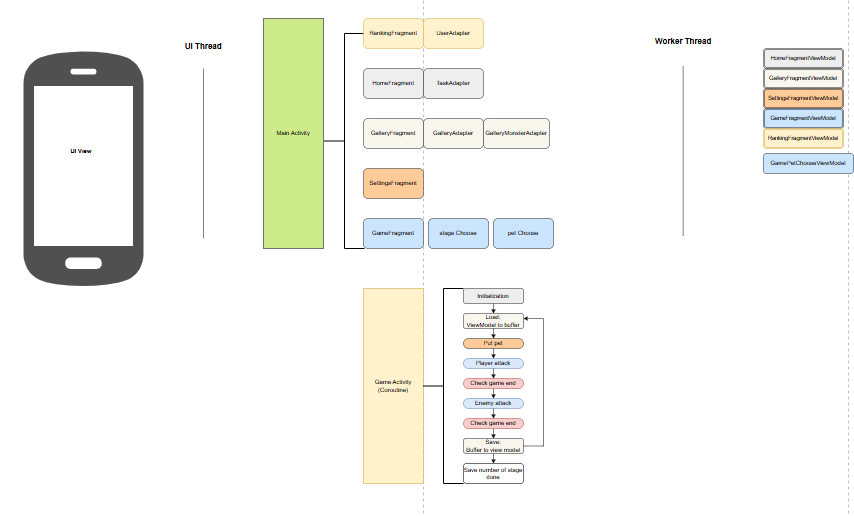 UI View
UI Thread
Main Activity
RankingFragment
UserAdapter
HomeFragment
TaskAdapter
GalleryFragment
GalleryAdapter
GalleryMonsterAdapter
SettingsFragment
GameFragment
stage Choose
pet Choose
Game Activity
(Coroutine)
Initialization
Load:
ViewModel to buffer
Put pet
Player attack
Check game end
Enemy attack
Check game end
Save:
Buffer to view model
Save number of stage
done
Worker Thread
HomeFragmentViewModel
GalleryFragmentViewModel
SettingsFragmentViewModel
GameFragmentViewModel
RankingFragmentViewModel
GamePetChooseViewModel